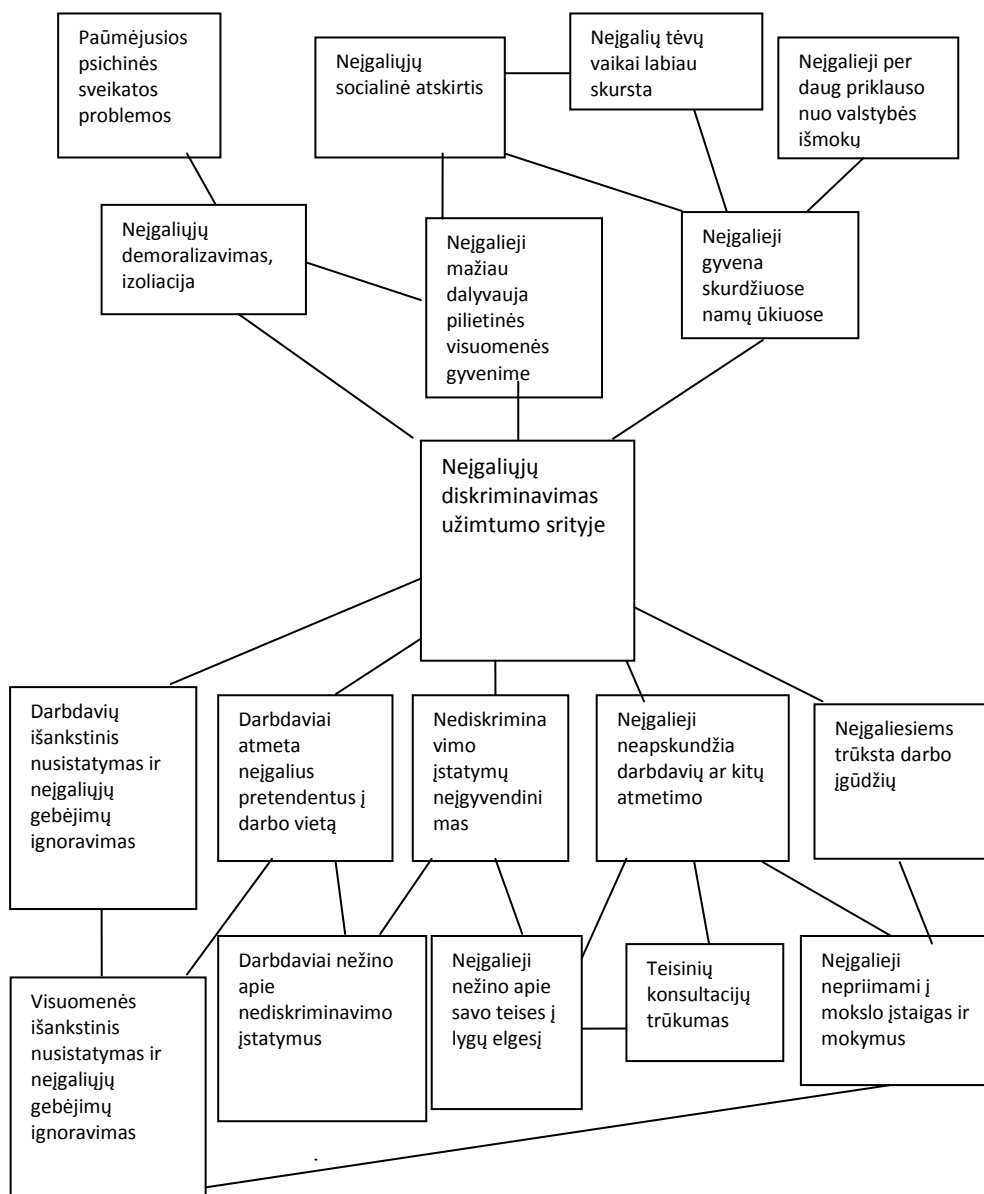 Paūmėjusios
psichinės
sveikatos
problemos
Neįgaliųjų
socialinė atskirtis
Neįgalių tėvų
vaikai labiau
skursta
Neįgalieji per
daug priklauso
nuo valstybės
išmokų
Neįgaliųjų
demoralizavimas,
izoliacija
Neįgalieji
mažiau
dalyvauja
pilietinės
visuomenės
gyvenime
Neįgalieji
gyvena
skurdžiuose
namų ūkiuose
Neįgaliųjų
diskriminavimas
užimtumo srityje
Darbdavių
išankstinis
nusistatymas ir
neįgaliųjų
gebėjimų
ignoravimas
Darbdaviai
atmeta
neįgalius
pretendentus į
darbo vietą
Nediskrimina
vimo
įstatymų
neįgyvendini
mas
Neįgalieji
neapskundžia
darbdavių ar kitų
atmetimo
Neįgaliesiems
trūksta darbo
įgūdžių
Visuomenės
išankstinis
nusistatymas ir
neįgaliųjų
gebėjimų
ignoravimas
Darbdaviai nežino
apie
nediskriminavimo
įstatymus
Neįgalieji
nežino apie
savo teises į
lygų elgesį
Teisinių
konsultacijų
trūkumas
Neįgalieji
nepriimami į
mokslo įstaigas ir
mokymus
.